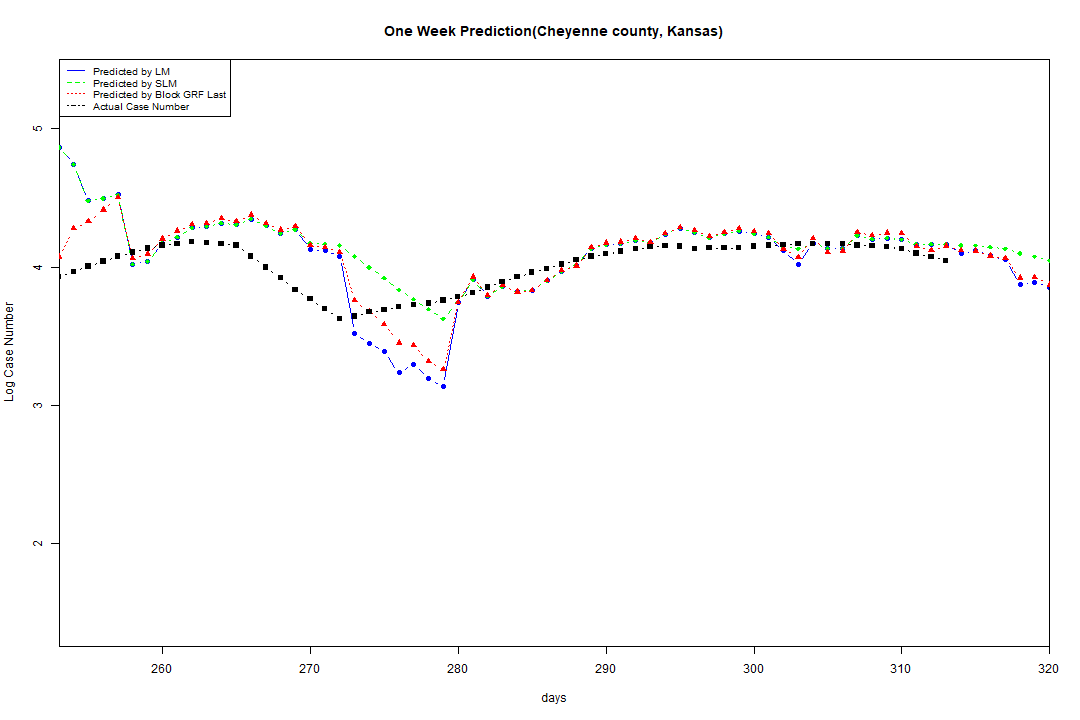 One Week Prediction(Cheyenne county, Kansas)
Predicted by LM
Predicted by SLM
Predicted by Block GRF Last
Actual Case Number
5
4
3
2
Log Case Number
260 270 280 290 300 310 320
days